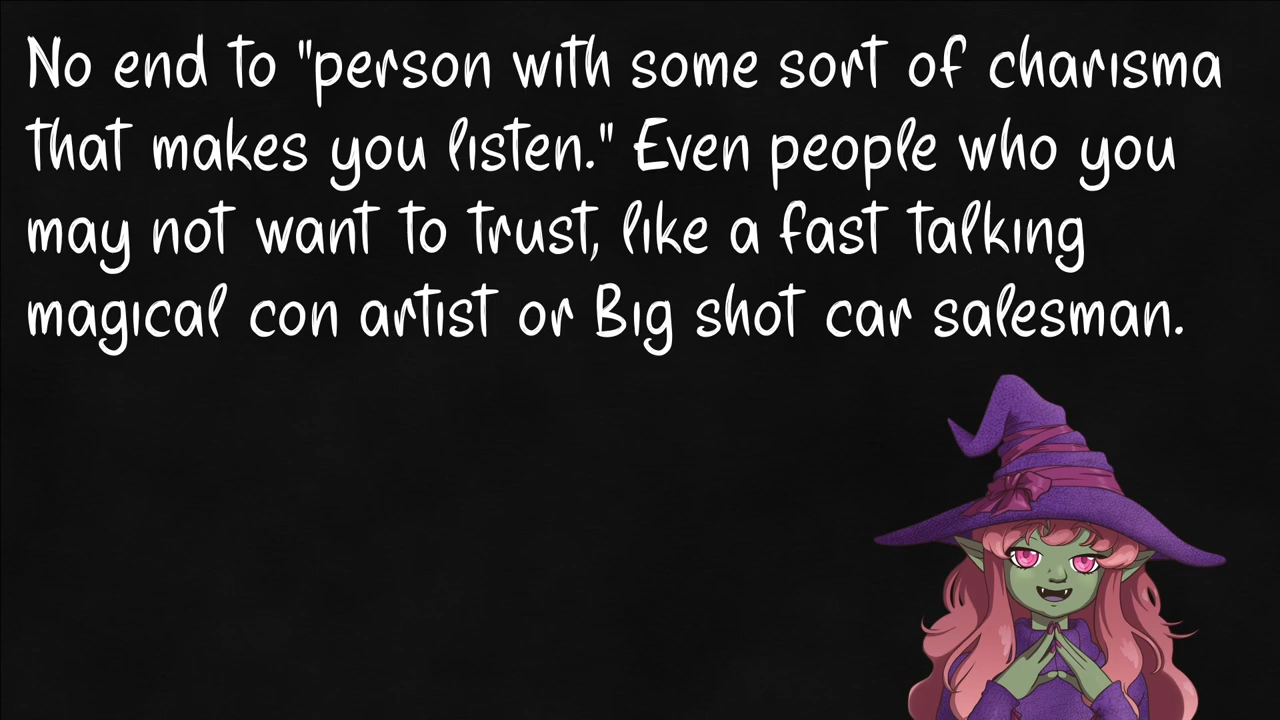 No end to "person with some sort of charisma
that makes you listen." Even people who you
may not want to trust, like a fast talking
magical con artist or Big shot car salesman.